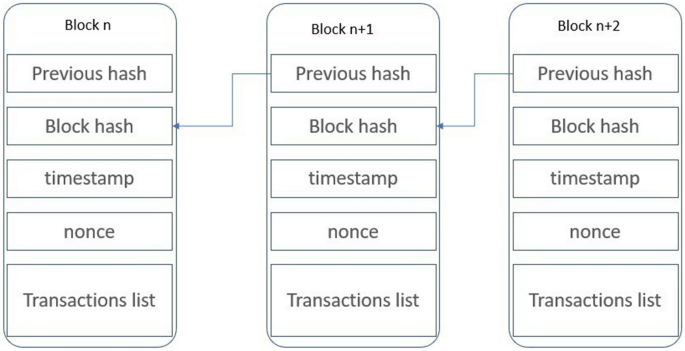 Block n
Previous hash
Block hash
timestamp
nonce
Transactions list
Block n+1
Previous hash
Block hash
timestamp
nonce
Transactions list
Block n+2
Previous hash
Block hash
timestamp
nonce
Transactions list